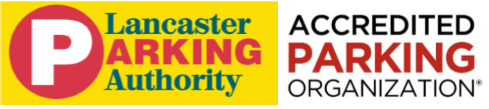 Lancaster
PARKING
Authority
ACCREDITED
PARKING
ORGANIZATION®